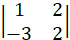 | 1 2 |
| −3 2 |